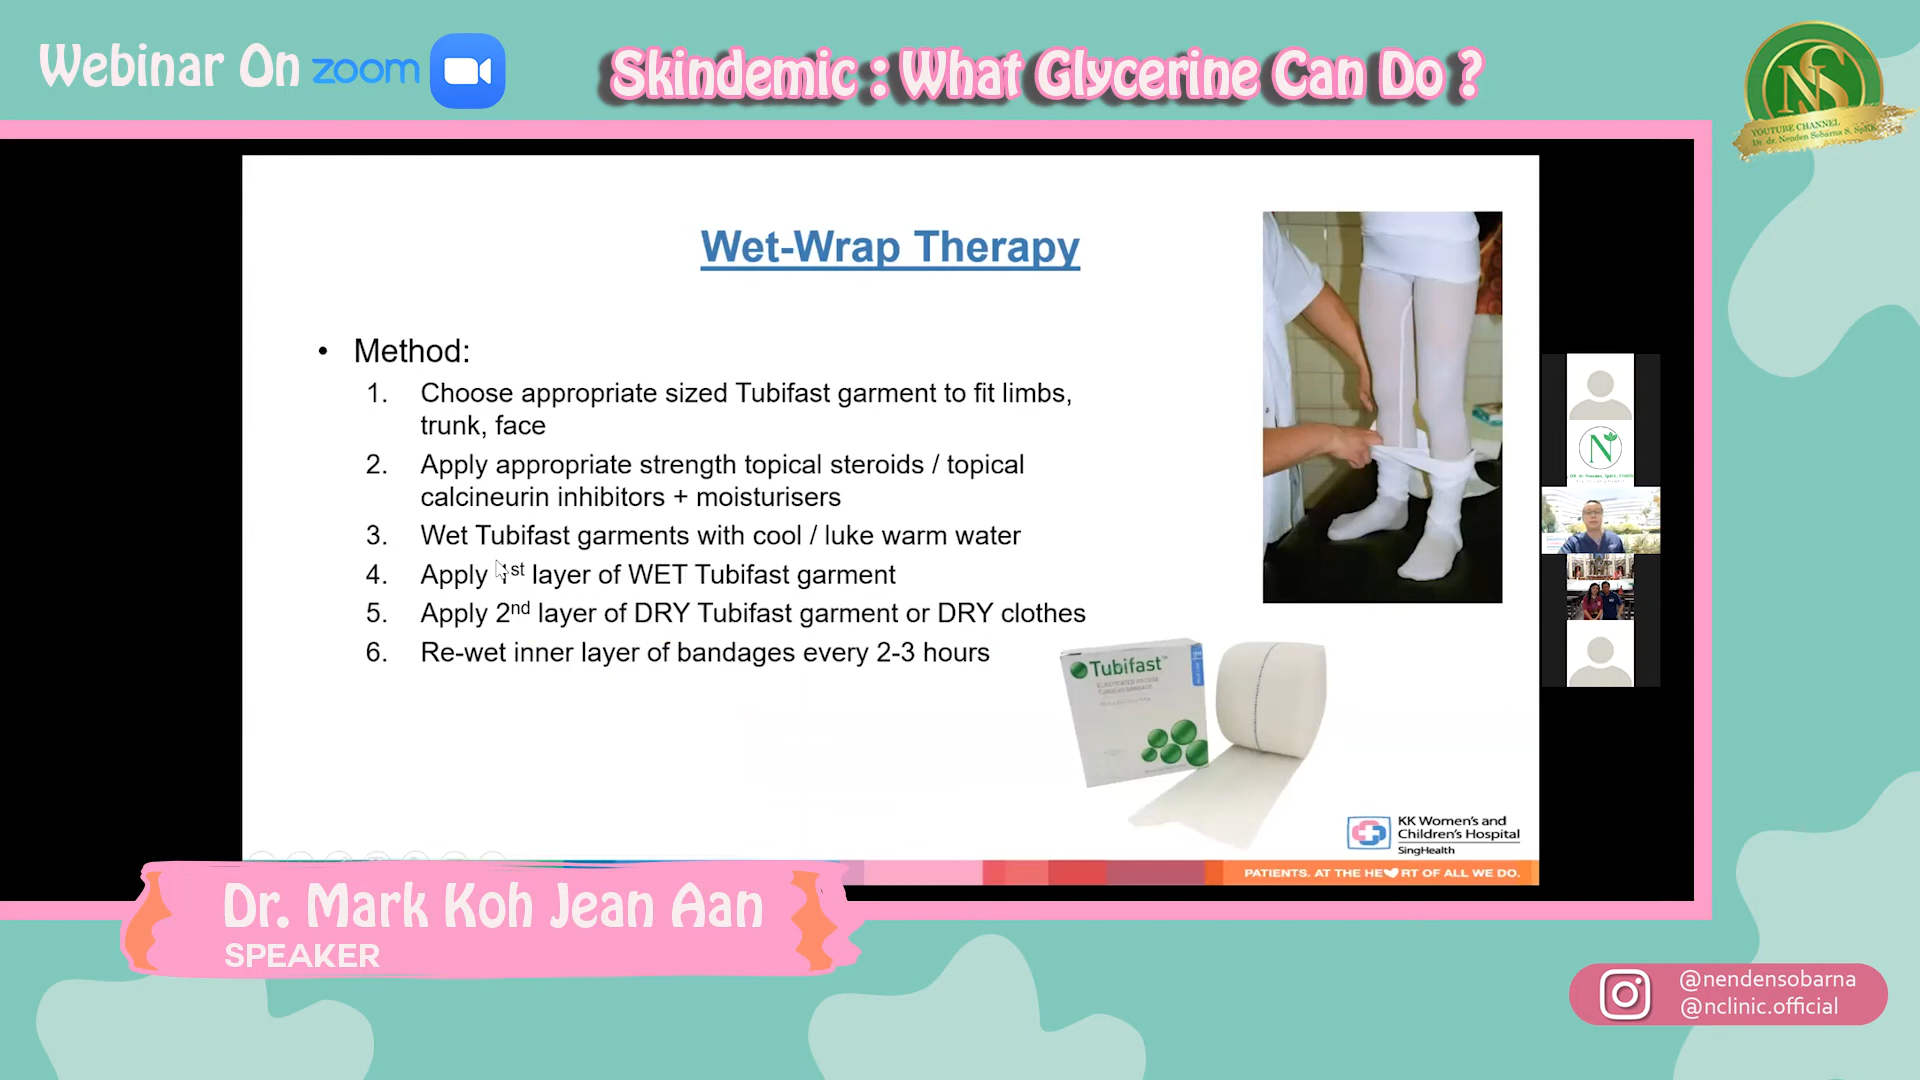 Webinar On zoom
Skindemic : What Glycerine Can Do ?
NS
YOUTUBE CHANNEL
Dr. dr. Nenden Sobarna S, SpKK
Wet-Wrap Therapy
• Method:
1. Choose appropriate sized Tubifast garment to fit limbs,
trunk, face
2. Apply appropriate strength topical steroids / topical
calcineurin inhibitors + moisturisers
3. Wet Tubifast garments with cool / luke warm water
4. Apply 1st layer of WET Tubifast garment
5. Apply 2nd layer of DRY Tubifast garment or DRY clothes
6. Re-wet inner layer of bandages every 2-3 hours
Tubifast™
N
KK Women's and
Children's Hospital
SingHealth
PATIENTS. AT THE HE♥RT OF ALL WE DO.
Dr. Mark Koh Jean Aan
SPEAKER
@nendensobarna
@nclinic.official